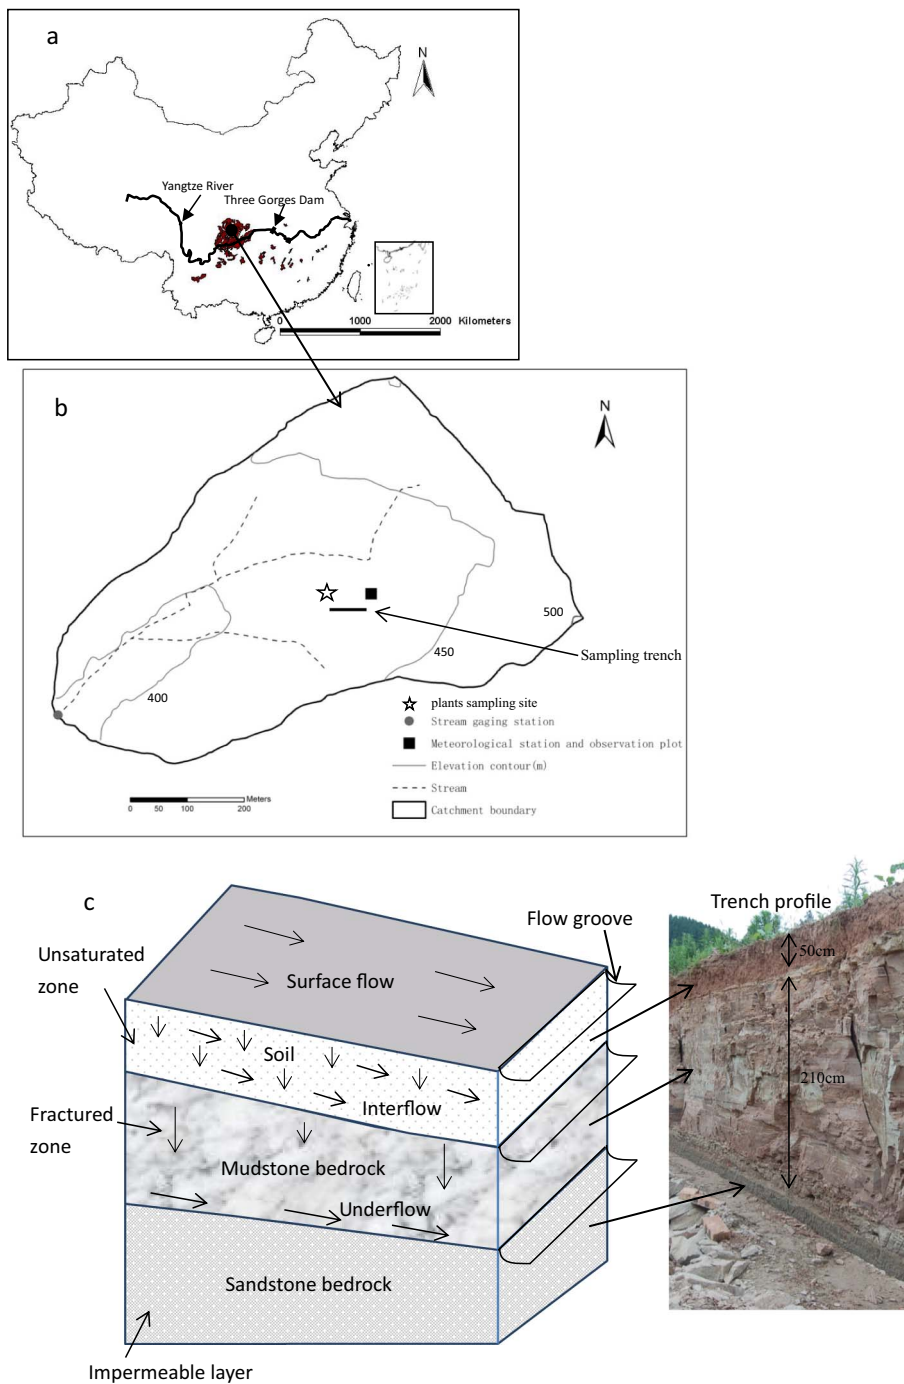 a
N
Yangtze River
Three Gorges Dam
0 1000 2000 Kilometers
b
N
500
Sampling trench
450
400
plants sampling site
Stream gaging station
Meteorological station and observation plot
Elevation contour(m)
Stream
Catchment boundary
Meters
0 50 100 200
c
Trench profile
Flow groove
50cm
Unsaturated
zone
Surface flow
Soil
210cm
Interflow
Fractured
zone
Mudstone bedrock
Underflow
Sandstone bedrock
Impermeable layer